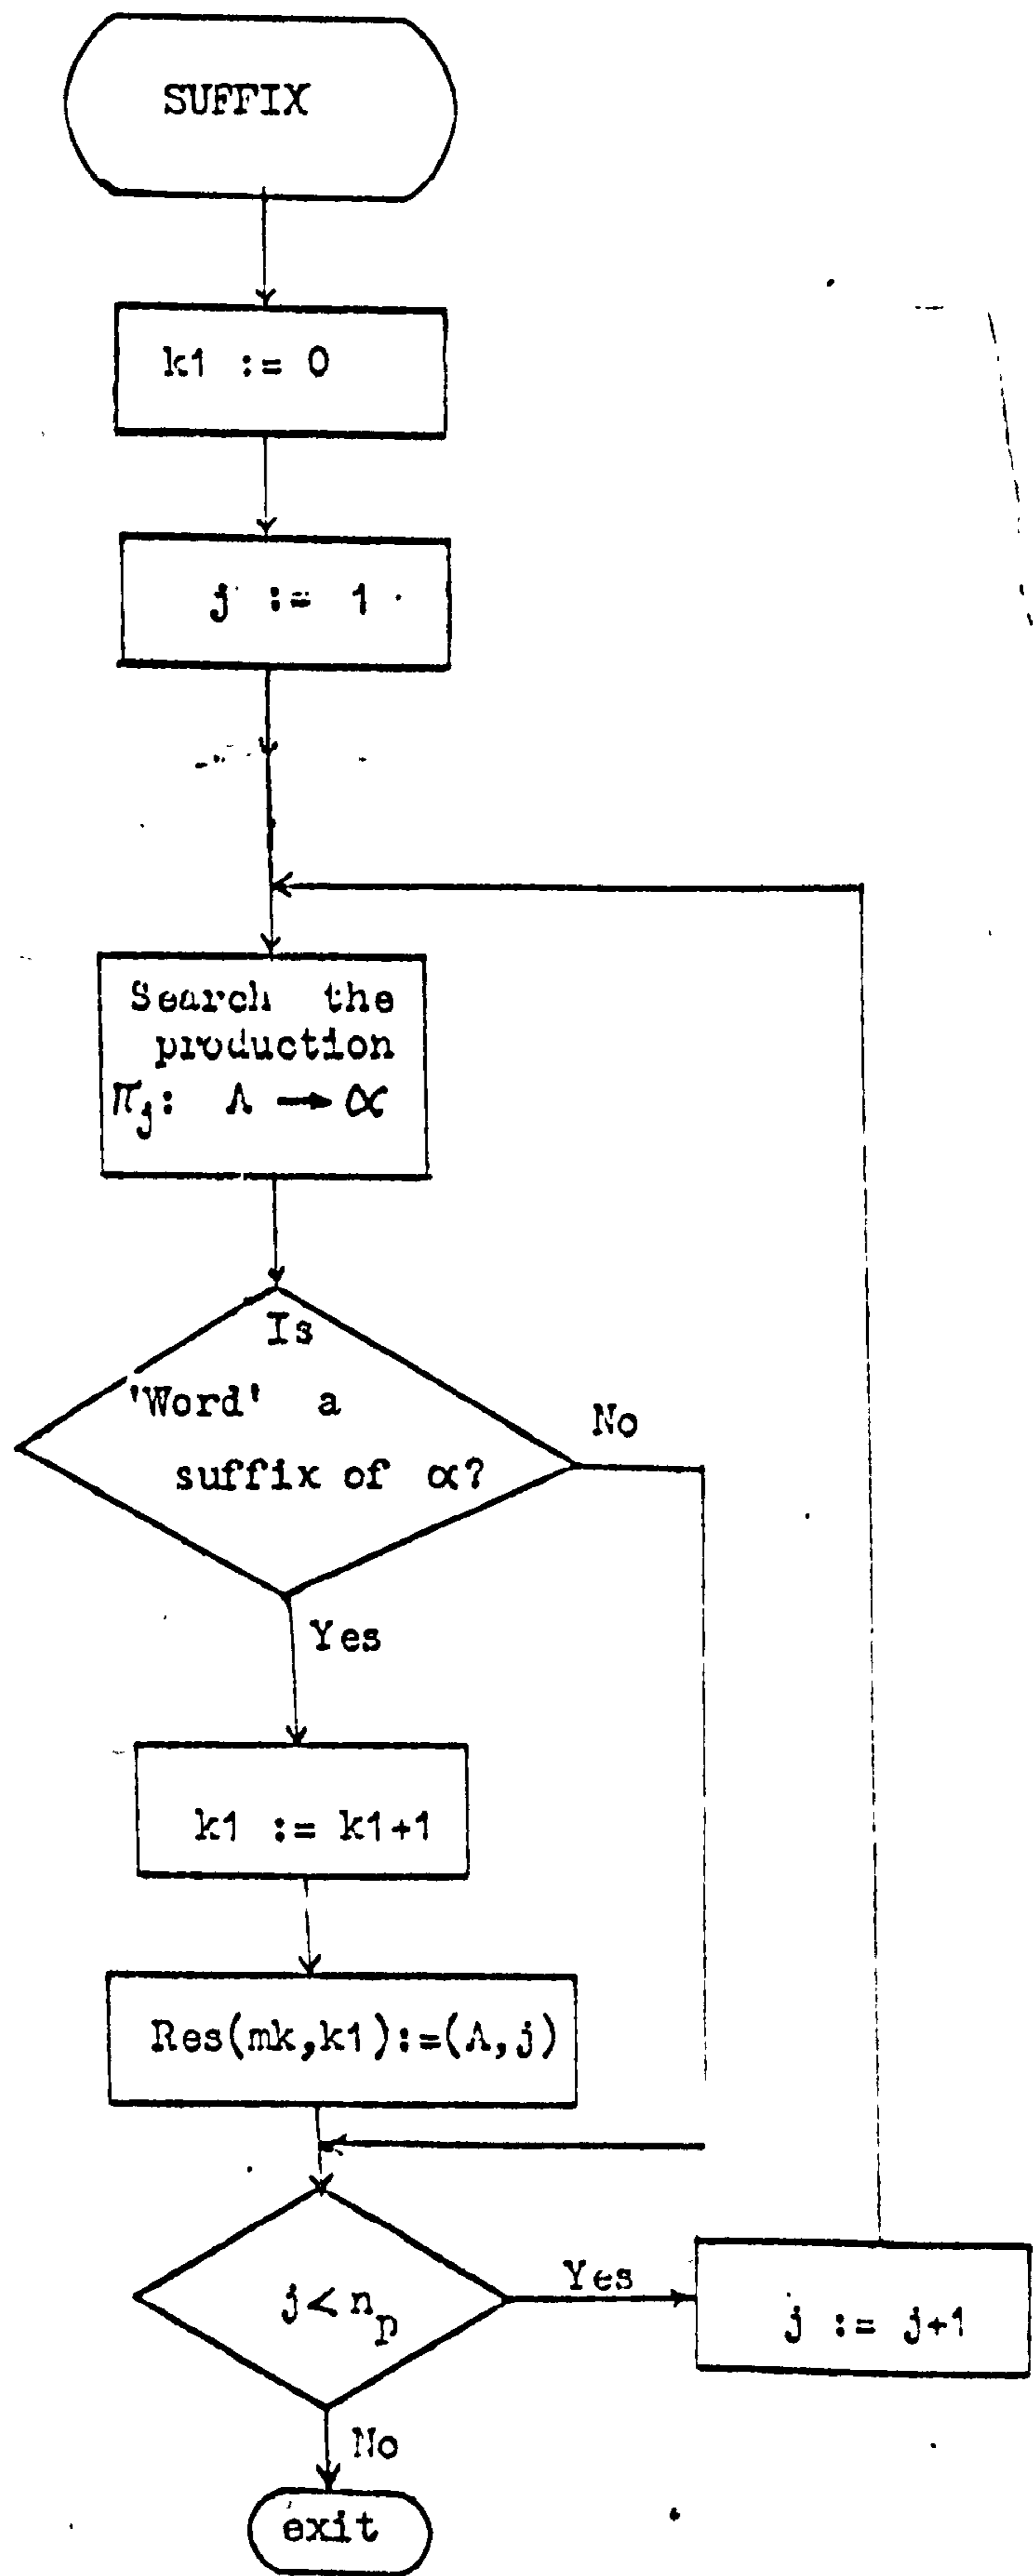 SUFFIX
k1 := 0
j := 1
Search the
production
πj: A → α
Is
'Word' a
suffix of α?
No
Yes
k1 := k1+1
Res(mk,k1):=(A,j)
j < np
Yes
j := j+1
No
exit